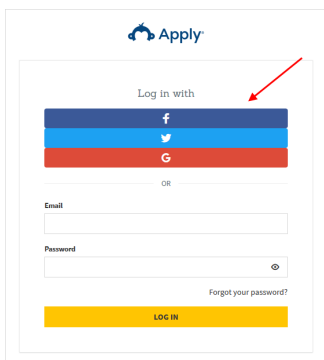 Apply
Log in with
f
G
OR
Email
Password
Forgot your password?
LOG IN